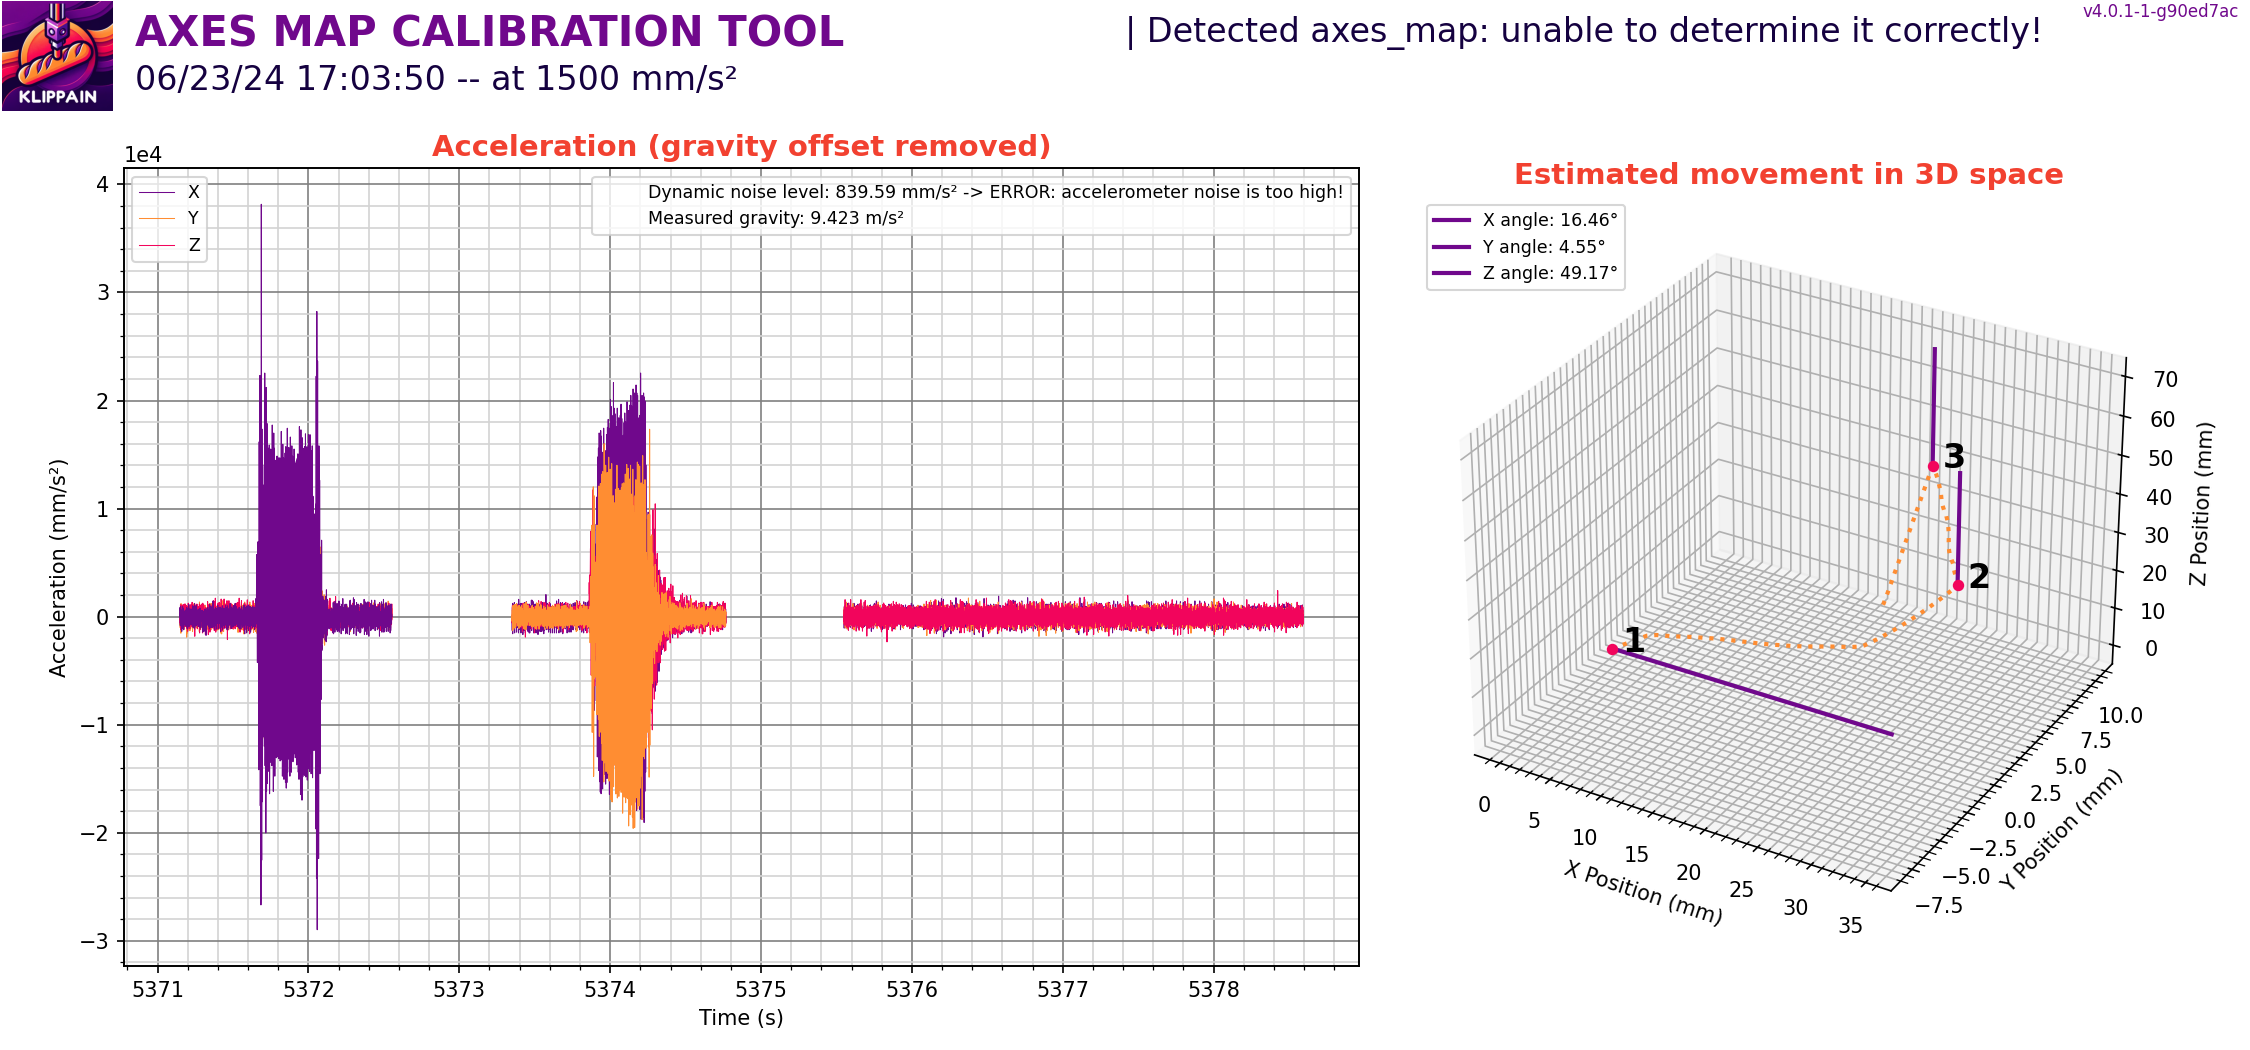 KLIPPAIN
AXES MAP CALIBRATION TOOL
06/23/24 17:03:50 -- at 1500 mm/s²
| Detected axes_map: unable to determine it correctly!
v4.0.1-1-g90ed7ac
Acceleration (gravity offset removed)
1e4
X
Y
Z
Dynamic noise level: 839.59 mm/s² -> ERROR: accelerometer noise is too high!
Measured gravity: 9.423 m/s²
4
3
2
1
0
−1
−2
−3
Acceleration (mm/s²)
5371
5372
5373
5374
5375
5376
5377
5378
Time (s)
Estimated movement in 3D space
X angle: 16.46°
Y angle: 4.55°
Z angle: 49.17°
1
2
3
70
60
50
40
30
20
10
0
Z Position (mm)
10.0
7.5
5.0
2.5
0.0
−2.5
−5.0
−7.5
Y Position (mm)
0
5
10
15
20
25
30
35
X Position (mm)